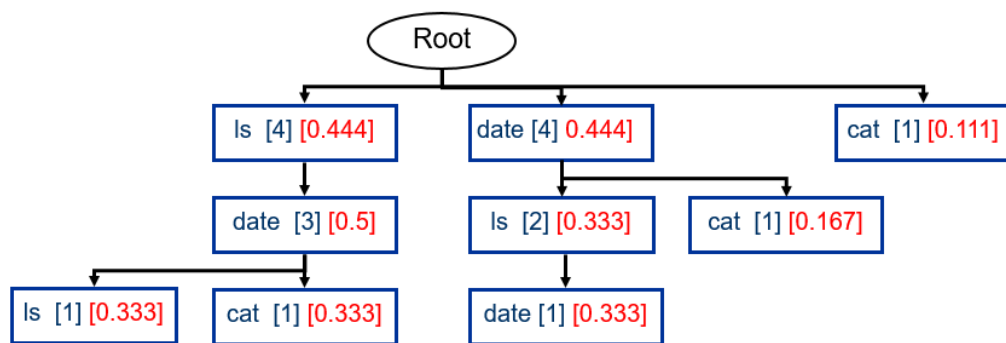 Root
ls [4] [0.444]
date [4] 0.444]
cat [1] [0.111]
date [3] [0.5]
ls [2] [0.333]
cat [1] [0.167]
ls [1] [0.333]
cat [1] [0.333]
date [1] [0.333]